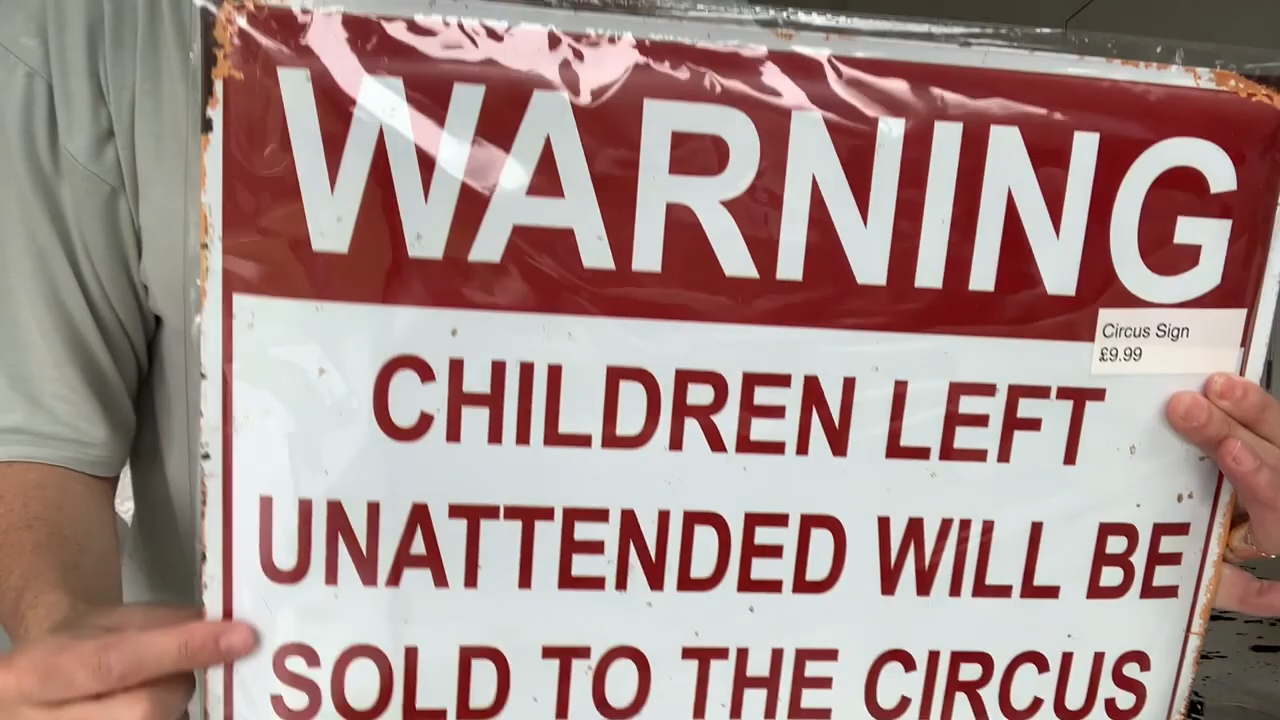 WARNING
Circus Sign
£9.99
CHILDREN LEFT
UNATTENDED WILL BE
SOLD TO THE CIRCUS